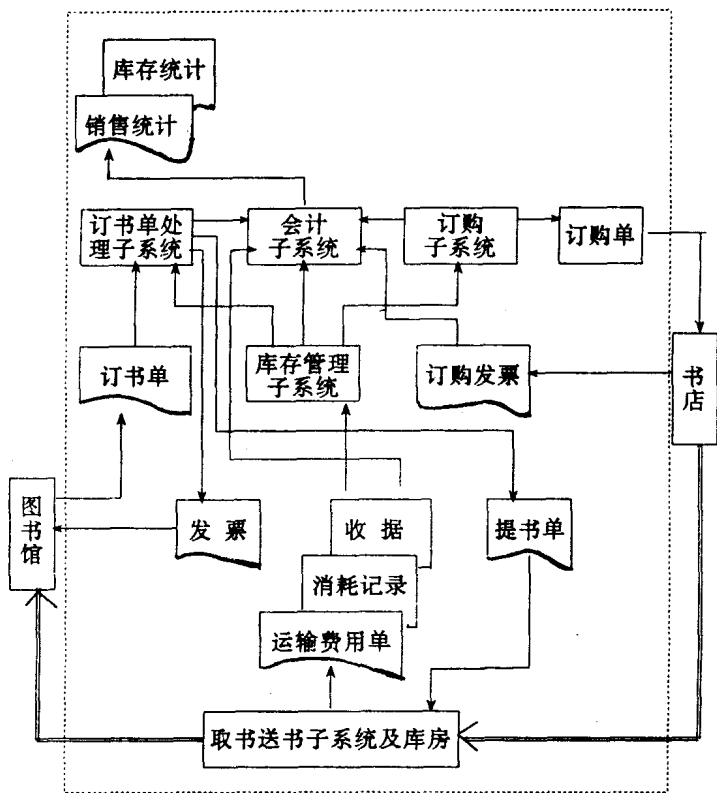 库存统计
销售统计
订书单处
理子系统
会计
子系统
订购
子系统
订购单
订书单
库存管理
子系统
订购发票
书店
图书馆
发票
收据
提书单
消耗记录
运输费用单
取书送书子系统及库房